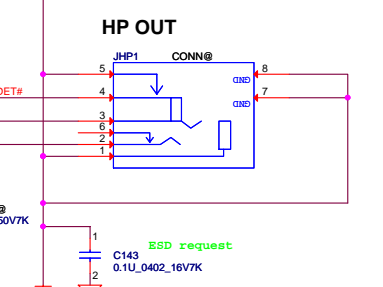 HP OUT
JHP1 CONN@
5
8
GND
DET#
4
GND
7
3
6
2
1
@
50V7K
1
ESD request
C143
0.1U_0402_16V7K
2